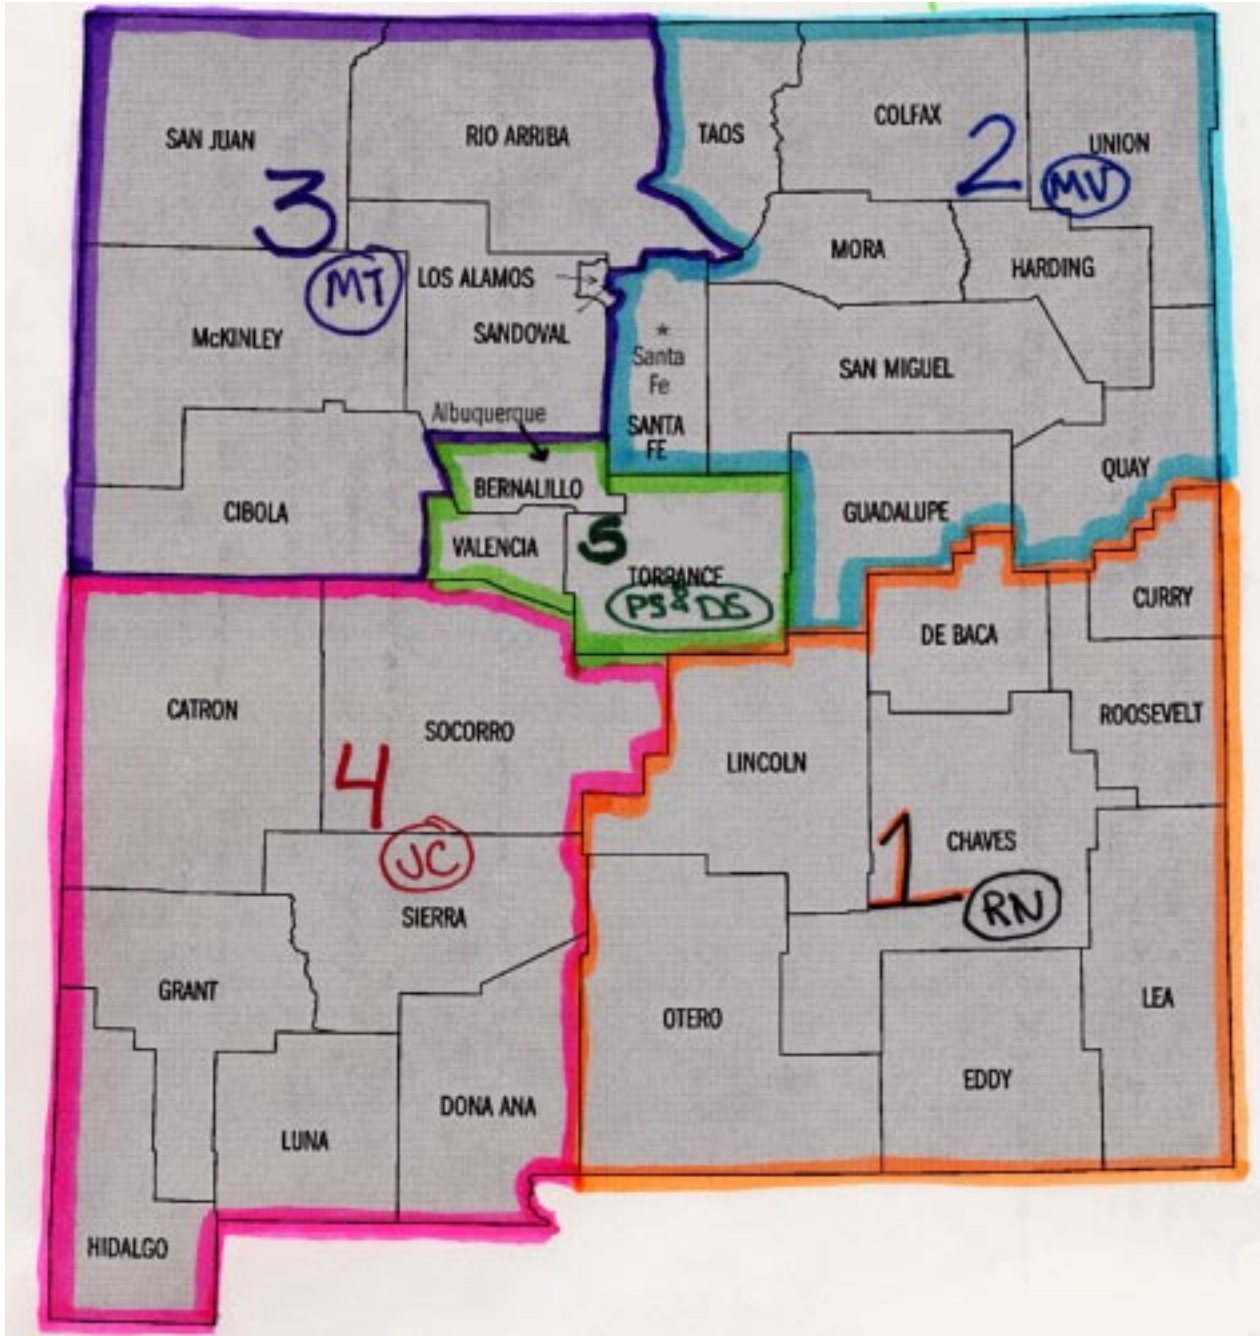 SAN JUAN
RIO ARRIBA
TAOS
COLFAX
UNION
3
2
MV
MT
LOS ALAMOS
MORA
HARDING
McKINLEY
SANDOVAL
*
Santa
Fe
SAN MIGUEL
Albuquerque
SANTA
FE
QUAY
BERNALILLO
CIBOLA
GUADALUPE
VALENCIA
5
TORRANCE
PS & DS
CURRY
DE BACA
CATRON
SOCORRO
ROOSEVELT
LINCOLN
4
JC
1
CHAVES
RN
SIERRA
GRANT
OTERO
LEA
EDDY
DONA ANA
LUNA
HIDALGO